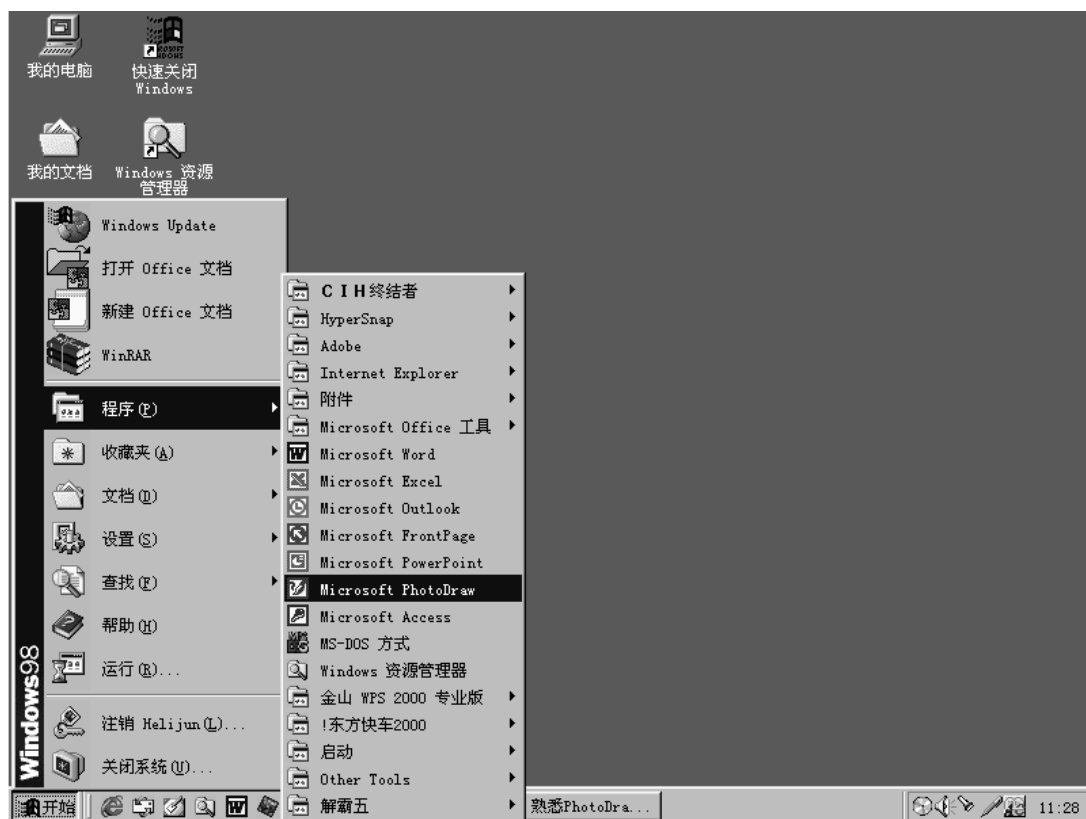 我的电脑
快速关闭
Windows
我的文档
Windows 资源
管理器
Windows Update
打开 Office 文档
新建 Office 文档
WinRAR
程序(P)
收藏夹(A)
文档(D)
设置(S)
查找(F)
帮助(H)
运行(R)...
注销 Helijun(L)...
关闭系统(U)...
Windows98
CIH终结者
HyperSnap
Adobe
Internet Explorer
附件
Microsoft Office 工具
Microsoft Word
Microsoft Excel
Microsoft Outlook
Microsoft FrontPage
Microsoft PowerPoint
Microsoft PhotoDraw
Microsoft Access
MS-DOS 方式
Windows 资源管理器
金山 WPS 2000 专业版
!东方快车2000
启动
Other Tools
解霸五
开始
熟悉PhotoDra...
11:28